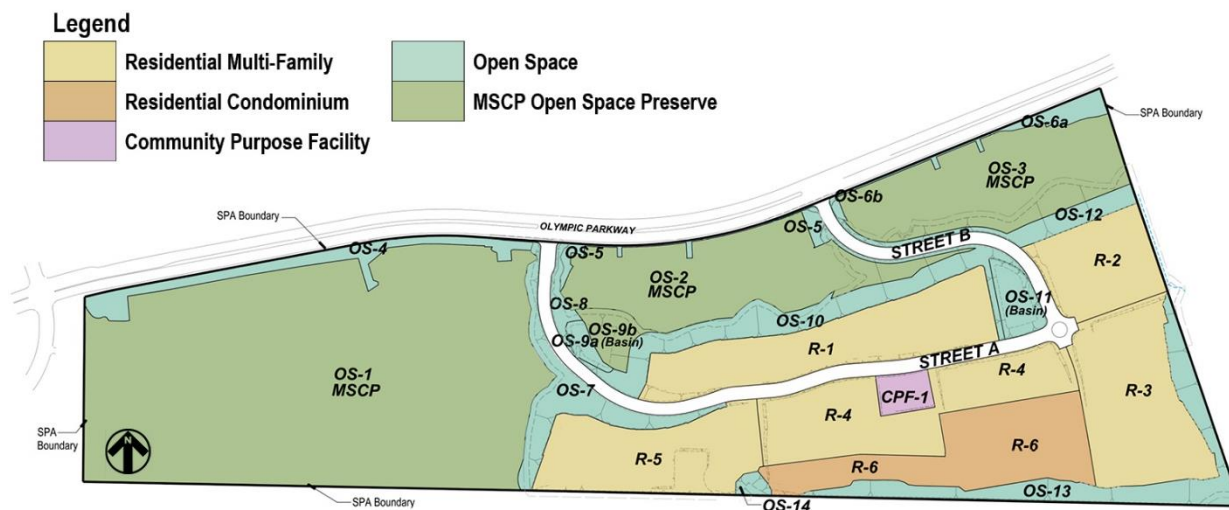 Legend
Residential Multi-Family
Residential Condominium
Community Purpose Facility
Open Space
MSCP Open Space Preserve
SPA Boundary
OS-6a
OS-3
MSCP
OS-6b
SPA Boundary
OLYMPIC PARKWAY
OS-4
OS-5
OS-5
STREET B
OS-12
R-2
OS-2
MSCP
OS-8
OS-11
(Basin)
OS-9b
(Basin)
OS-9a
OS-10
R-1
STREET A
OS-1
MSCP
OS-7
R-4
R-3
CPF-1
R-4
SPA
Boundary
N
R-5
R-6
R-6
OS-13
OS-14
SPA Boundary